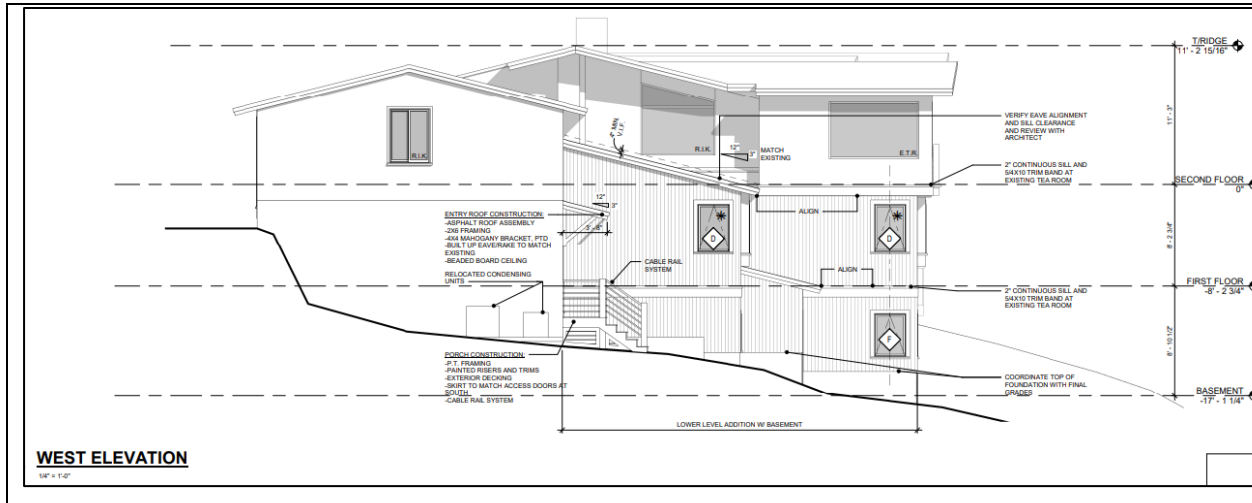 T/RIDGE
11' - 2 15/16"
11' - 3"
VERIFY EAVE ALIGNMENT
AND SILL CLEARANCE
AND REVIEW WITH
ARCHITECT
4" MIN.
V.I.F.
R.I.K.
R.I.K.
12"
3"
MATCH
EXISTING
E.T.R.
2" CONTINUOUS SILL AND
5/4X10 TRIM BAND AT
EXISTING TEA ROOM
SECOND FLOOR
0"
12"
3"
ALIGN
ENTRY ROOF CONSTRUCTION:
-ASPHALT ROOF ASSEMBLY
-2X6 FRAMING
-4X4 MAHOGANY BRACKET, PTD
-BUILT UP EAVE/RAKE TO MATCH
EXISTING
-BEADED BOARD CEILING
3' - 8"
D
D
8' - 2 3/4"
CABLE RAIL
SYSTEM
ALIGN
RELOCATED CONDENSING
UNITS
FIRST FLOOR
-8' - 2 3/4"
2" CONTINUOUS SILL AND
5/4X10 TRIM BAND AT
EXISTING TEA ROOM
F
8' - 10 1/2"
PORCH CONSTRUCTION:
-P.T. FRAMING
-PAINTED RISERS AND TRIMS
-EXTERIOR DECKING
-SKIRT TO MATCH ACCESS DOORS AT
SOUTH
-CABLE RAIL SYSTEM
COORDINATE TOP OF
FOUNDATION WITH FINAL
GRADES
BASEMENT
-17' - 1 1/4"
LOWER LEVEL ADDITION W/ BASEMENT
WEST ELEVATION
1/4" = 1'-0"